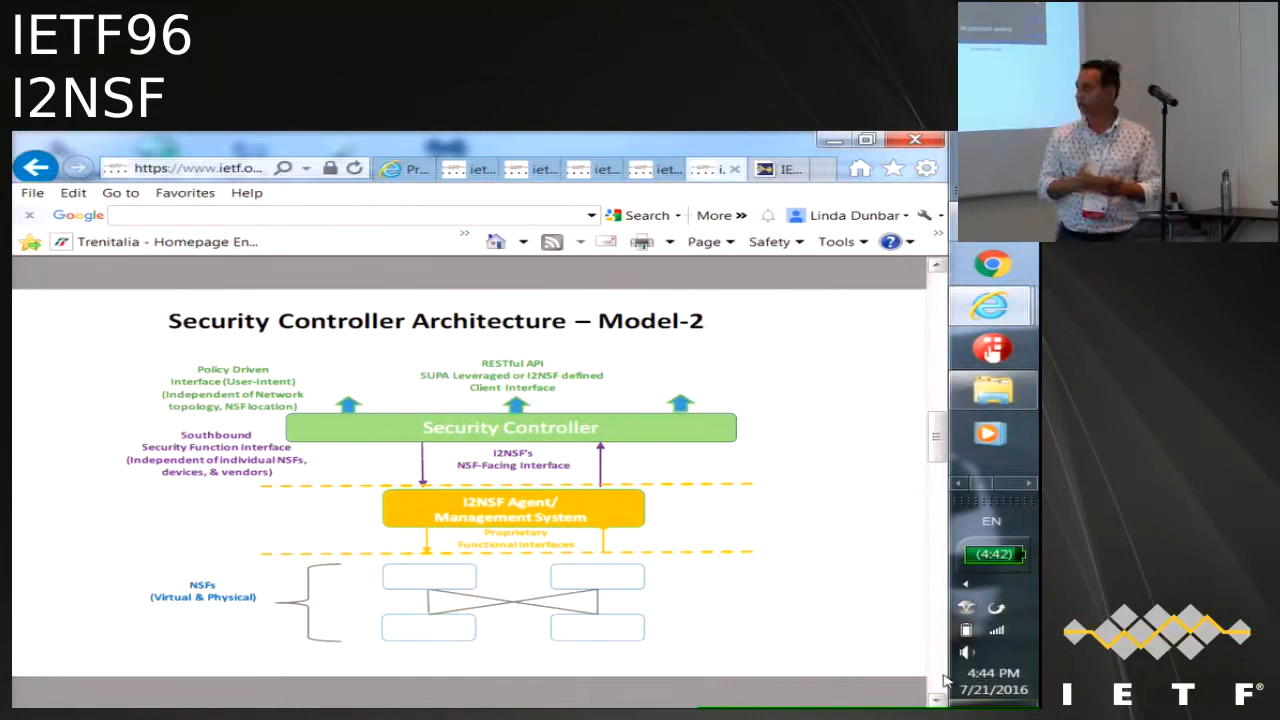 IETF96
I2NSF
https://www.ietf.o...
Pr...
iet...
iet...
iet...
iet...
i.
IE...
File Edit Go to Favorites Help
x Google Search More » Linda Dunbar
Trenitalia - Homepage En...
Page Safety Tools
Security Controller Architecture – Model-2
Policy Driven
Interface (User-Intent)
(Independent of Network
topology, NSF location)
RESTful API
SUPA Leveraged or I2NSF defined
Client Interface
Security Controller
Southbound
Security Function Interface
(Independent of individual NSFs,
devices, & vendors)
I2NSF's
NSF-Facing Interface
I2NSF Agent/
Management System
Proprietary
Functional Interfaces
NSFs
(Virtual & Physical)
EN
(4:42)
4:44 PM
7/21/2016
IETF®